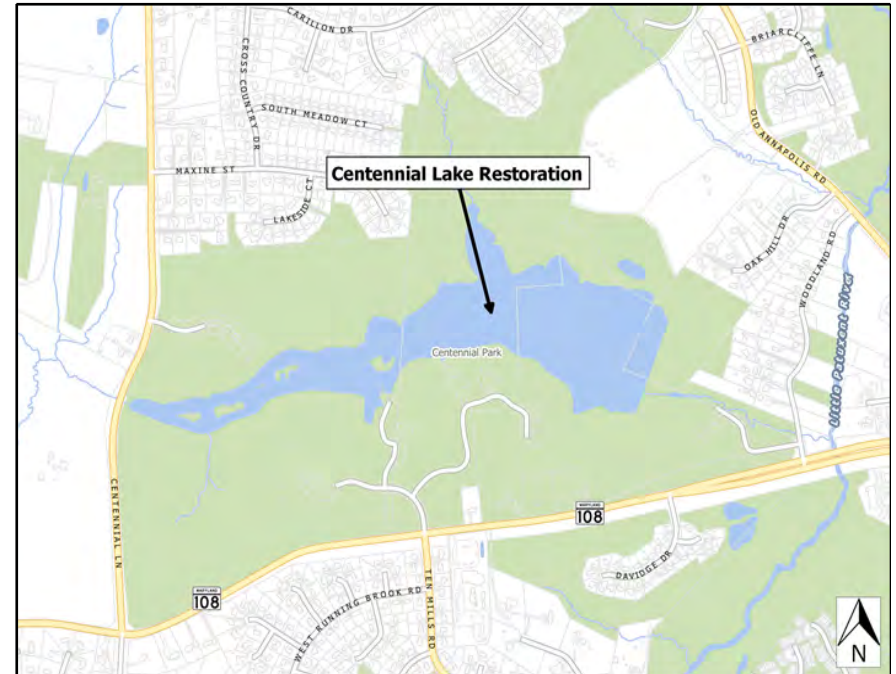 CARILLON DR
CROSS COUNTRY DR
BRIARCLIFFE LN
SOUTH MEADOW CT
OLD ANNAPOLIS RD
MAXINE ST
Centennial Lake Restoration
LAKESIDE CT
OAK HILL DR
WOODLAND RD
Little Patuxent River
Centennial Park
CENTENNIAL LN
MARYLAND
108
DAVIDGE DR
MARYLAND
108
TEN MILLS RD
WEST RUNNING BROOK RD
N